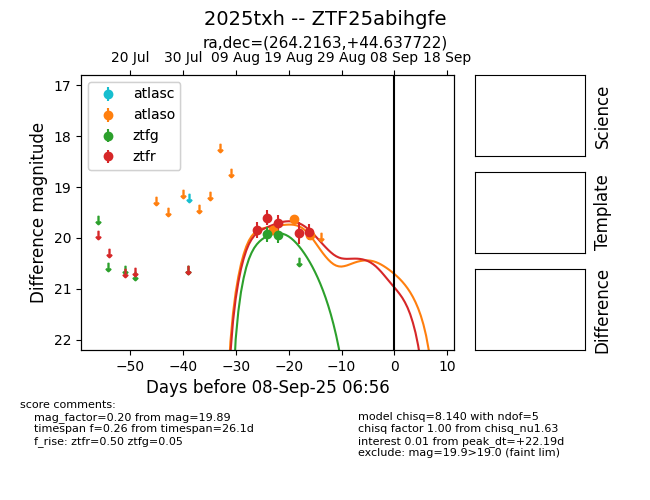 2025txh -- ZTF25abihgfe
ra,dec=(264.2163,+44.637722)
20 Jul 30 Jul 09 Aug 19 Aug 29 Aug 08 Sep 18 Sep
17
18
19
20
21
22
Difference magnitude
atlasc
atlaso
ztfg
ztfr
−50 −40 −30 −20 −10 0 10
Days before 08-Sep-25 06:56
Science
Template
Difference
score comments:
mag_factor=0.20 from mag=19.89
timespan f=0.26 from timespan=26.1d
f_rise: ztfr=0.50 ztfg=0.05
model chisq=8.140 with ndof=5
chisq factor 1.00 from chisq_nu1.63
interest 0.01 from peak_dt=+22.19d
exclude: mag=19.9>19.0 (faint lim)